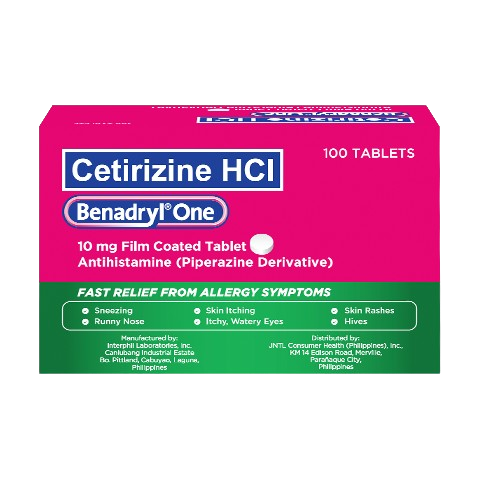 Cetirizine HCl
100 TABLETS
Cetirizine HCl
Benadryl® One
10 mg Film Coated Tablet
Antihistamine (Piperazine Derivative)
FAST RELIEF FROM ALLERGY SYMPTOMS
Sneezing
Skin Itching
Skin Rashes
Runny Nose
Itchy, Watery Eyes
Hives
Manufactured by:
Interphil Laboratories, Inc.
Canlubang Industrial Estate
Bo. Pittland, Cabuyao, Laguna,
Philippines
Distributed by:
JNTL Consumer Health (Philippines), Inc.,
KM 14 Edison Road, Merville,
Parañaque City,
Philippines